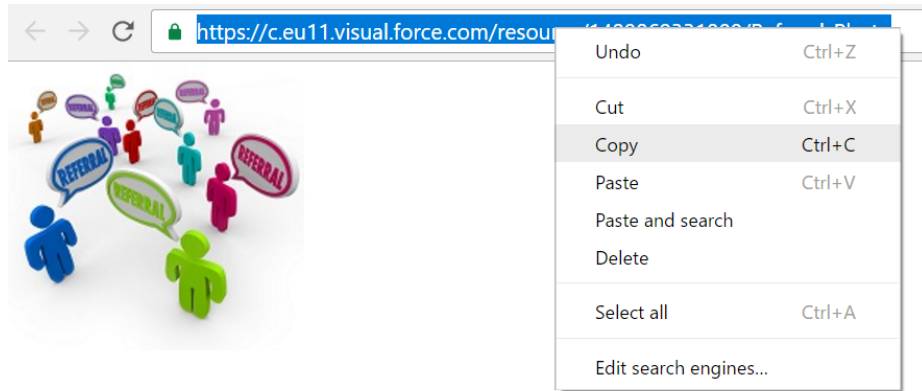 https://c.eu11.visual.force.com/resour
Undo Ctrl+Z
Cut Ctrl+X
Copy Ctrl+C
Paste Ctrl+V
Paste and search
Delete
Select all Ctrl+A
Edit search engines...
REFERRAL
REFERRAL
REFERRAL